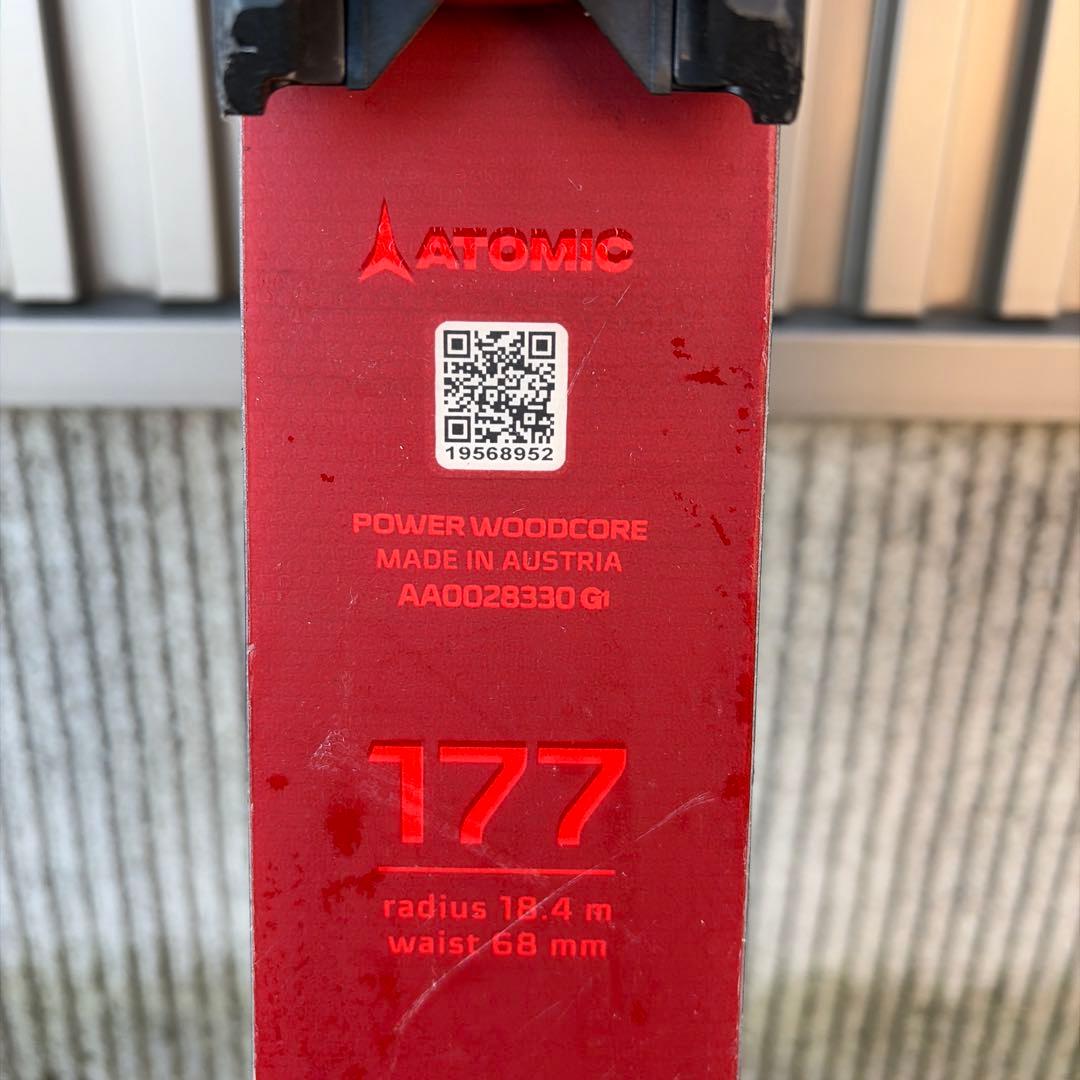 ATOMIC
19568952
POWER WOODCORE
MADE IN AUSTRIA
AA0028330 G1
177
radius 18.4 m
waist 68 mm